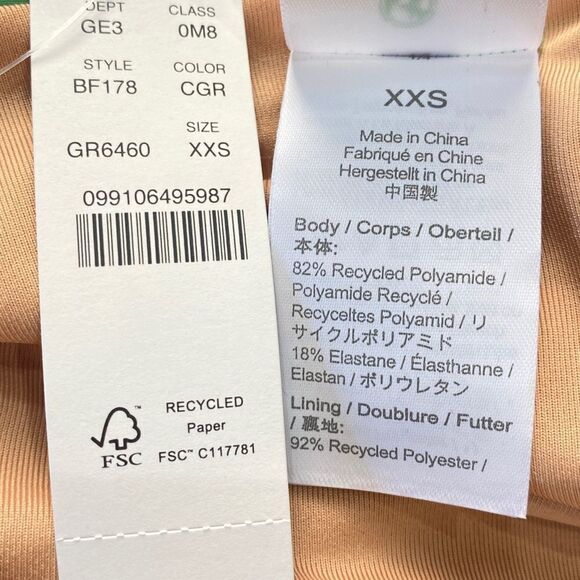 DEPT CLASS
GE3 0M8
STYLE COLOR
BF178 CGR
SIZE
GR6460 XXS
099106495987
FSC
RECYCLED
Paper
FSC™ C117781
XXS
Made in China
Fabriqué en Chine
Hergestellt in China
中国製
Body / Corps / Oberteil /
本体:
82% Recycled Polyamide /
Polyamide Recyclé /
Recyceltes Polyamid / リ
サイクルポリアミド
18% Elastane / Élasthanne /
Elastan / ポリウレタン
Lining / Doublure / Futter
/ 裏地:
92% Recycled Polyester /